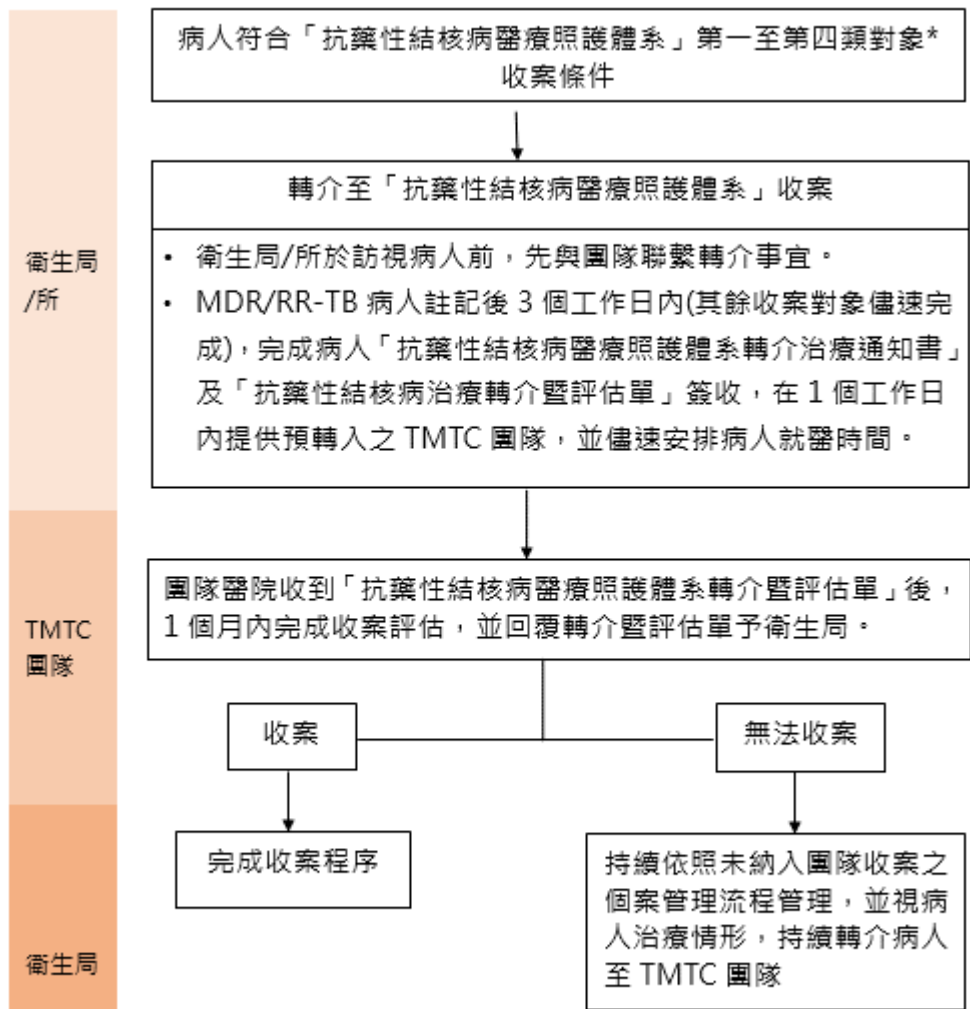 病人符合「抗藥性結核病醫療照護體系」第一至第四類對象*
收案條件
轉介至「抗藥性結核病醫療照護體系」收案
衛生局
/所
• 衛生局/所於訪視病人前，先與團隊聯繫轉介事宜。
• MDR/RR-TB 病人註記後 3 個工作日內(其餘收案對象儘速完
成)，完成病人「抗藥性結核病醫療照護體系轉介治療通知書」
及「抗藥性結核病治療轉介暨評估單」簽收，在 1 個工作日
內提供預轉入之 TMTC 團隊，並儘速安排病人就醫時間。
TMTC
團隊
團隊醫院收到「抗藥性結核病醫療照護體系轉介暨評估單」後，
1 個月內完成收案評估，並回覆轉介暨評估單予衛生局。
收案
無法收案
衛生局
完成收案程序
持續依照未納入團隊收案之
個案管理流程管理，並視病
人治療情形，持續轉介病人
至 TMTC 團隊